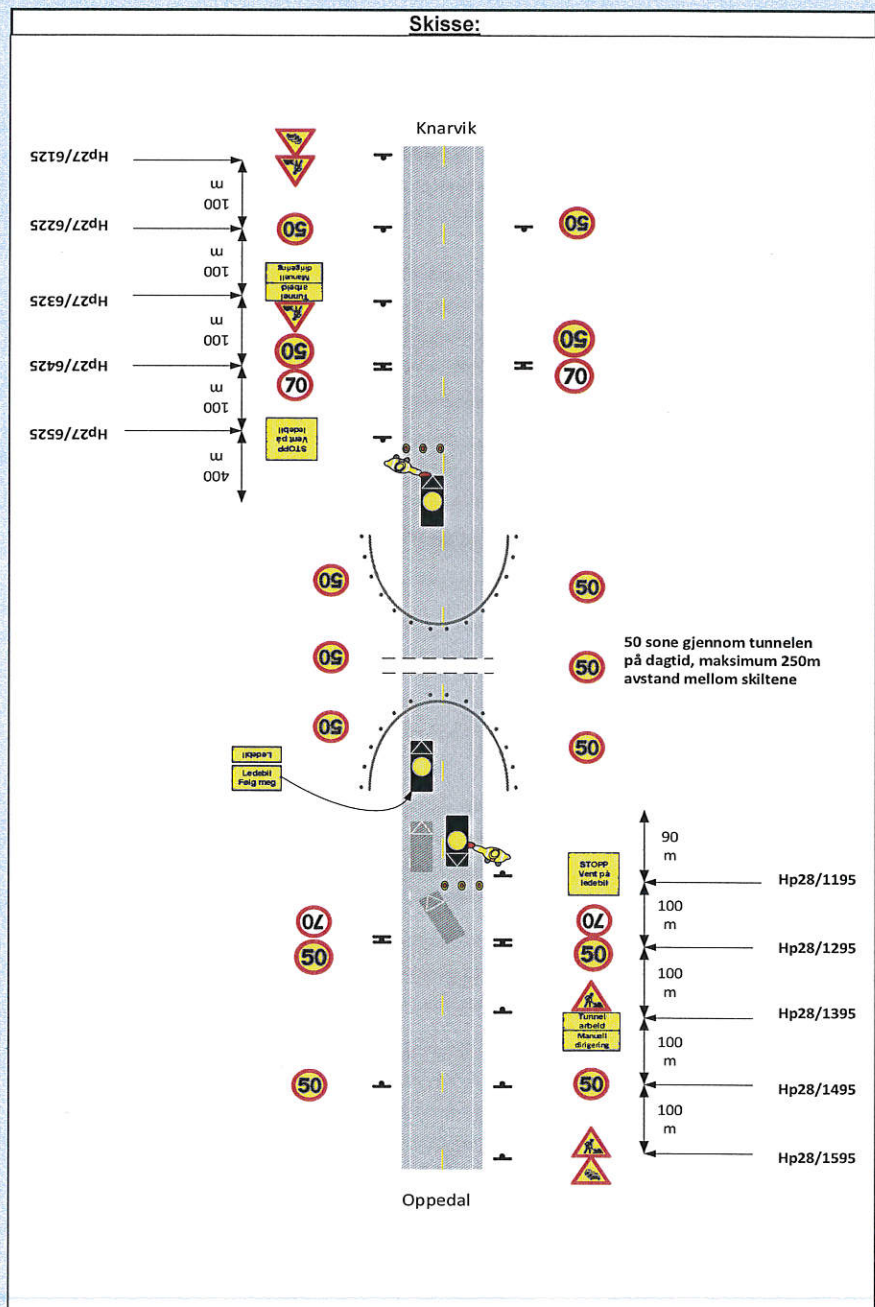 Skisse:
Knarvik
Hp27/6125
100
m
Hp27/6225
50
50
100
m
Manuell
dirigering
Tunnel
arbeid
Hp27/6325
100
m
50
50
Hp27/6425
70
70
100
m
STOPP
Vent på
ledebil
Hp27/6525
400
m
50
50
50 sone gjennom tunnelen
på dagtid, maksimum 250m
avstand mellom skiltene
50
50
50
50
Ledebil
Ledebil
Følg meg
90
m
STOPP
Vent på
ledebil
Hp28/1195
100
m
70
70
50
50
Hp28/1295
100
m
Tunnel
arbeid
Manuell
dirigering
Hp28/1395
100
m
50
50
Hp28/1495
100
m
Hp28/1595
Oppedal